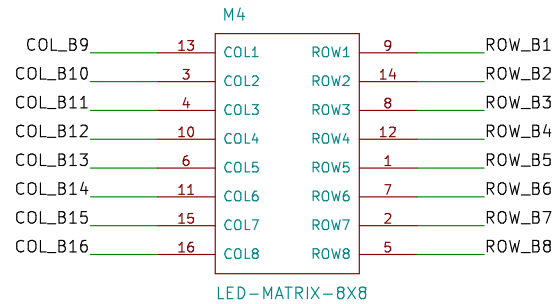 M4
COL_B9 13 COL1 ROW1 9 ROW_B1
COL_B10 3 COL2 ROW2 14 ROW_B2
COL_B11 4 COL3 ROW3 8 ROW_B3
COL_B12 10 COL4 ROW4 12 ROW_B4
COL_B13 6 COL5 ROW5 1 ROW_B5
COL_B14 11 COL6 ROW6 7 ROW_B6
COL_B15 15 COL7 ROW7 2 ROW_B7
COL_B16 16 COL8 ROW8 5 ROW_B8
LED-MATRIX-8X8